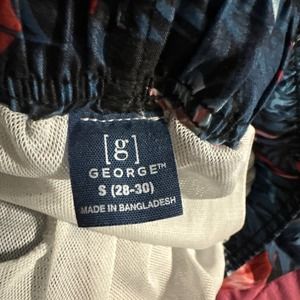 [g]
GEORGE™
S (28-30)
MADE IN BANGLADESH